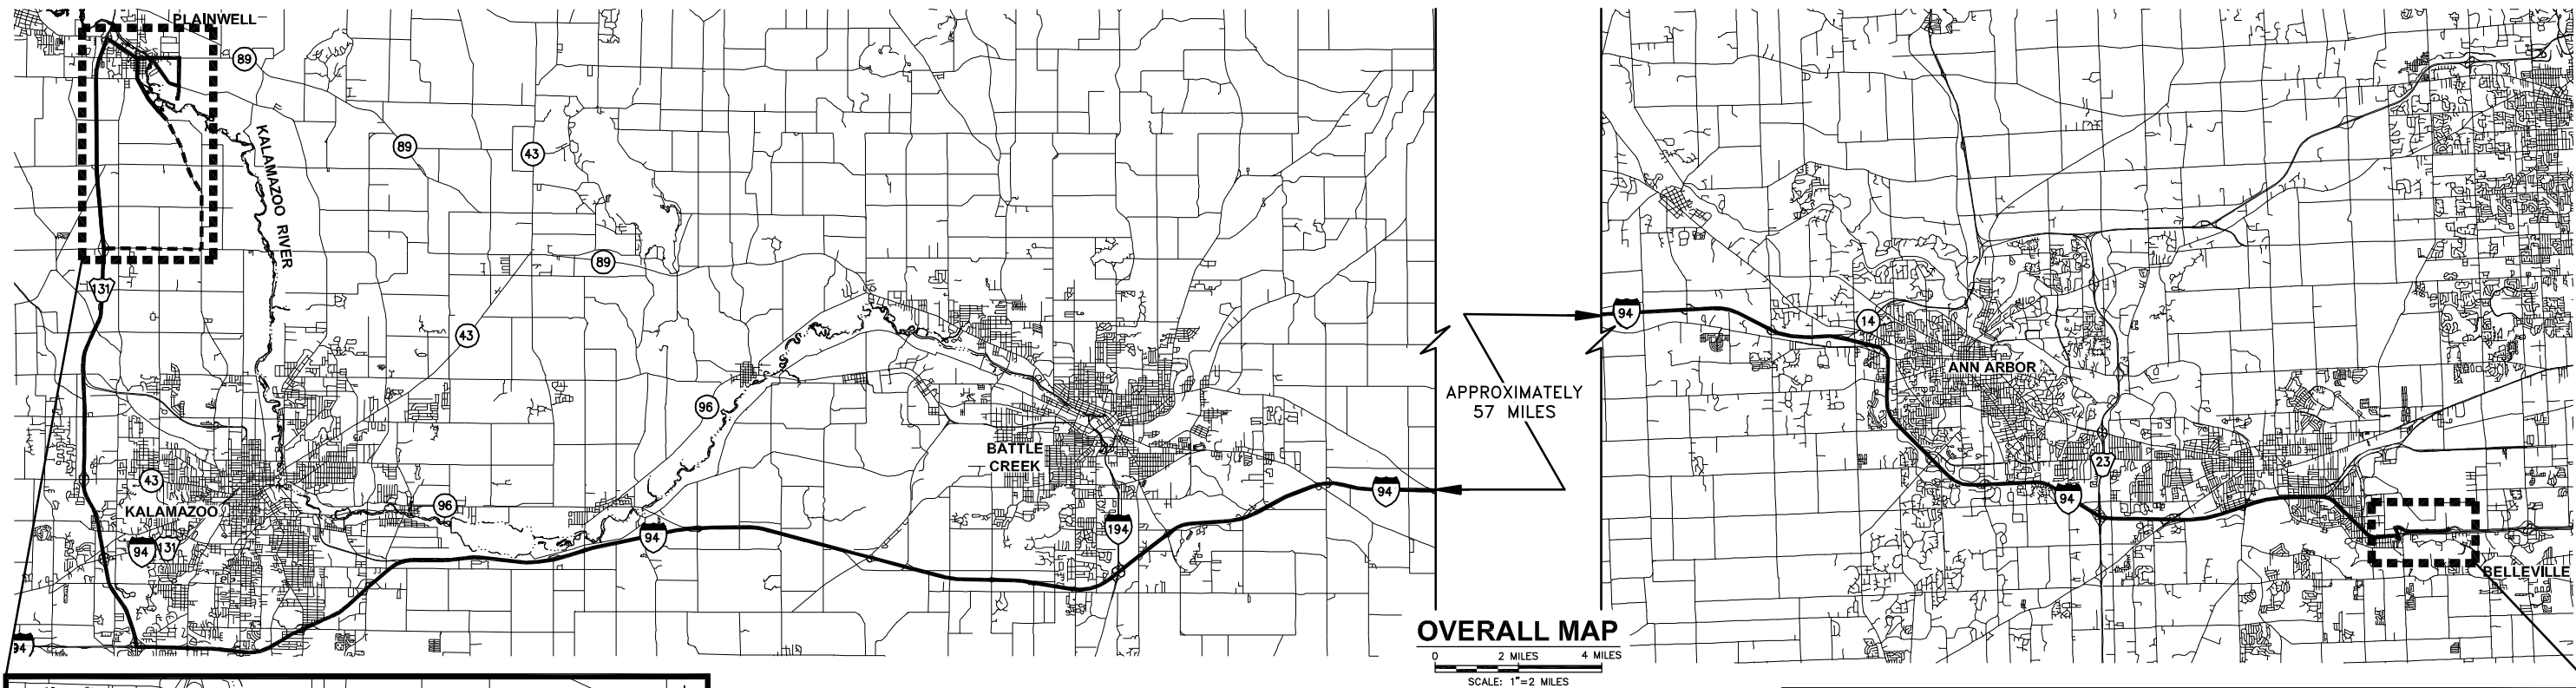 PLAINWELL
89
KALAMAZOO RIVER
89
43
89
131
43
96
43
KALAMAZOO
96
94
131
94
94
BATTLE
CREEK
194
94
APPROXIMATELY
57 MILES
94
14
ANN ARBOR
23
94
BELLEVILLE
OVERALL MAP
0 2 MILES 4 MILES
SCALE: 1"=2 MILES